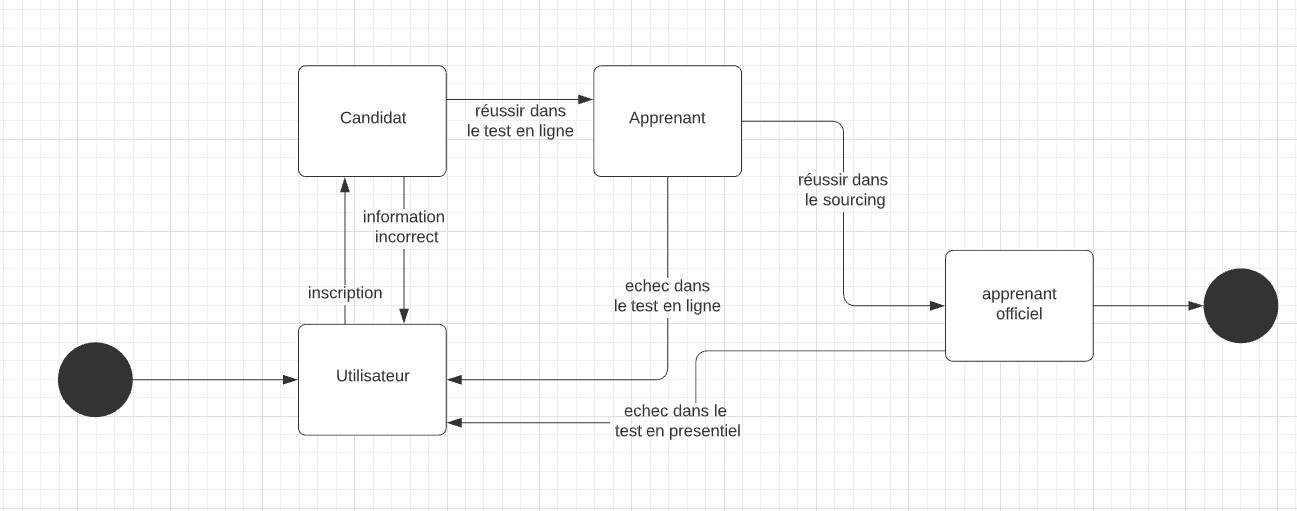 Candidat
réussir dans
le test en ligne
Apprenant
réussir dans
le sourcing
information
incorrect
inscription
echec dans
le test en ligne
apprenant
officiel
Utilisateur
echec dans le
test en presentiel